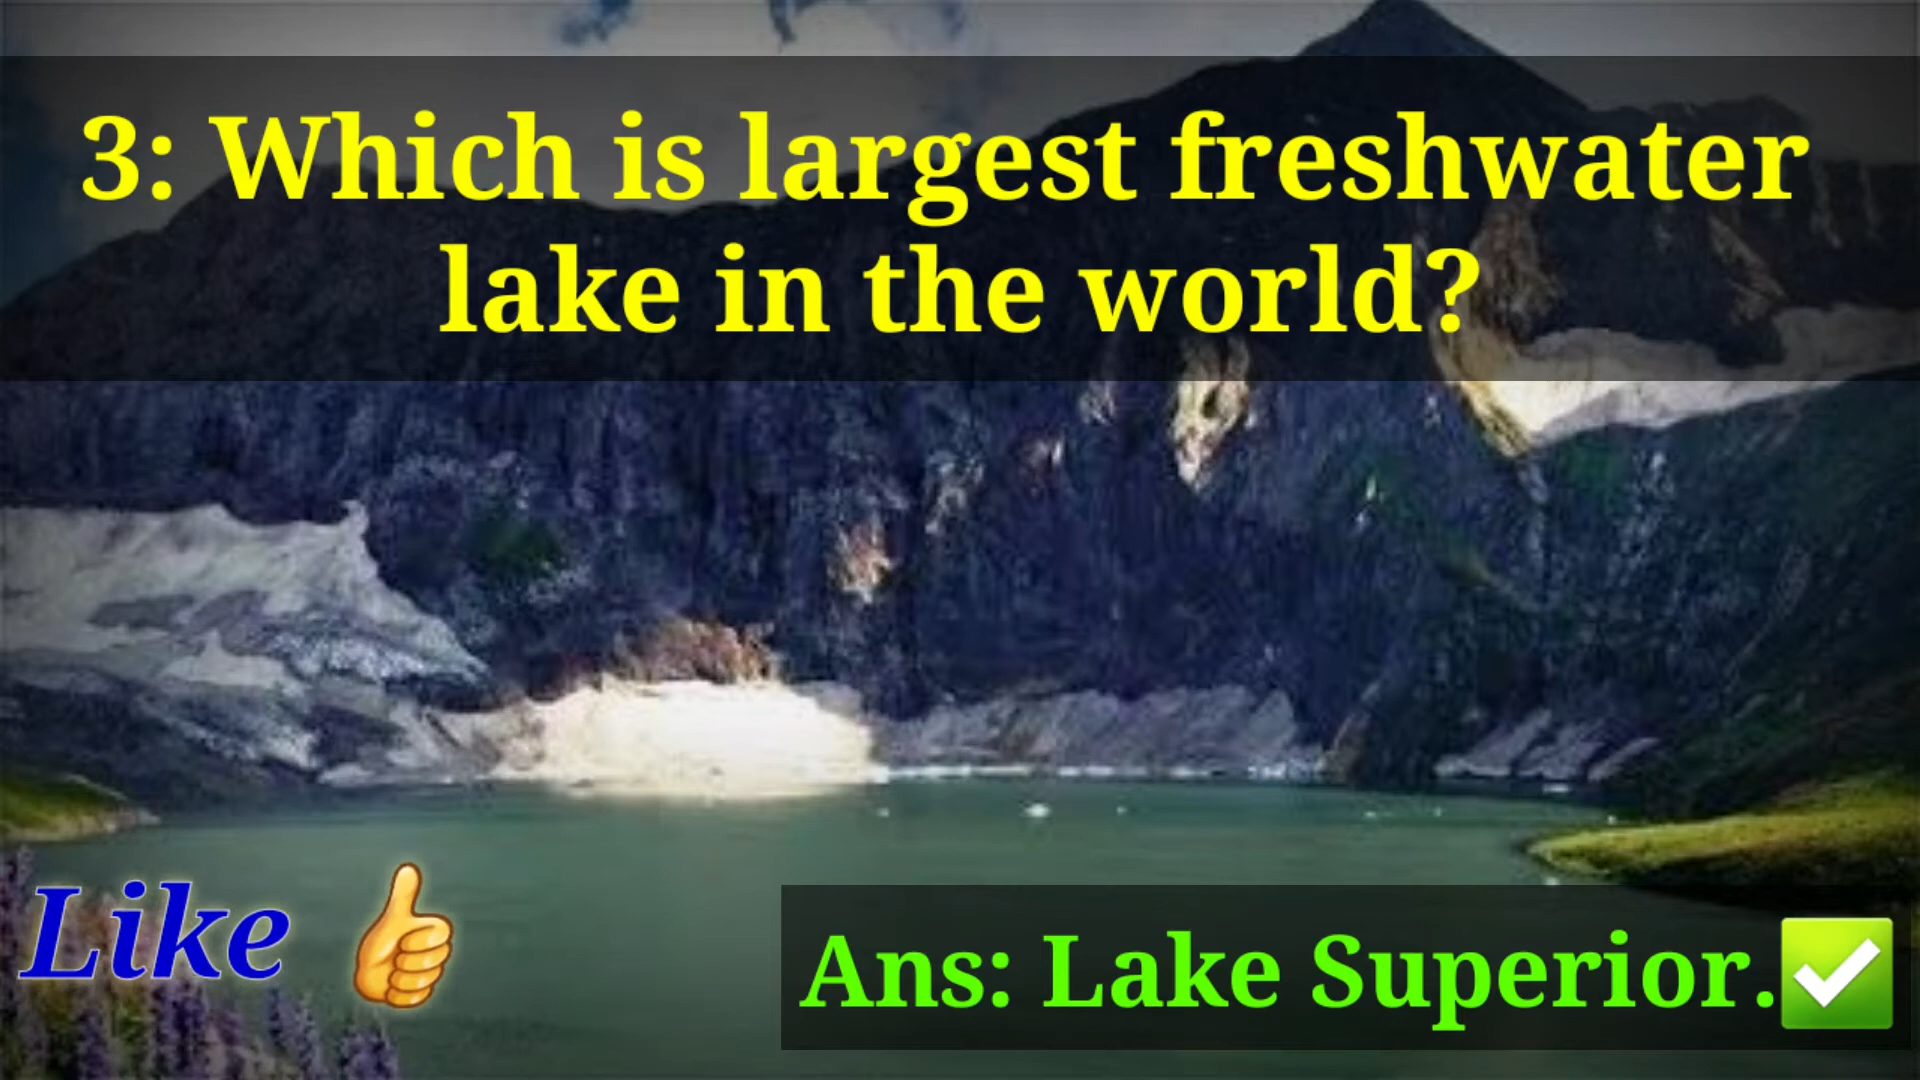 3: Which is largest freshwater
lake in the world?
Like 👍
Ans: Lake Superior.✅